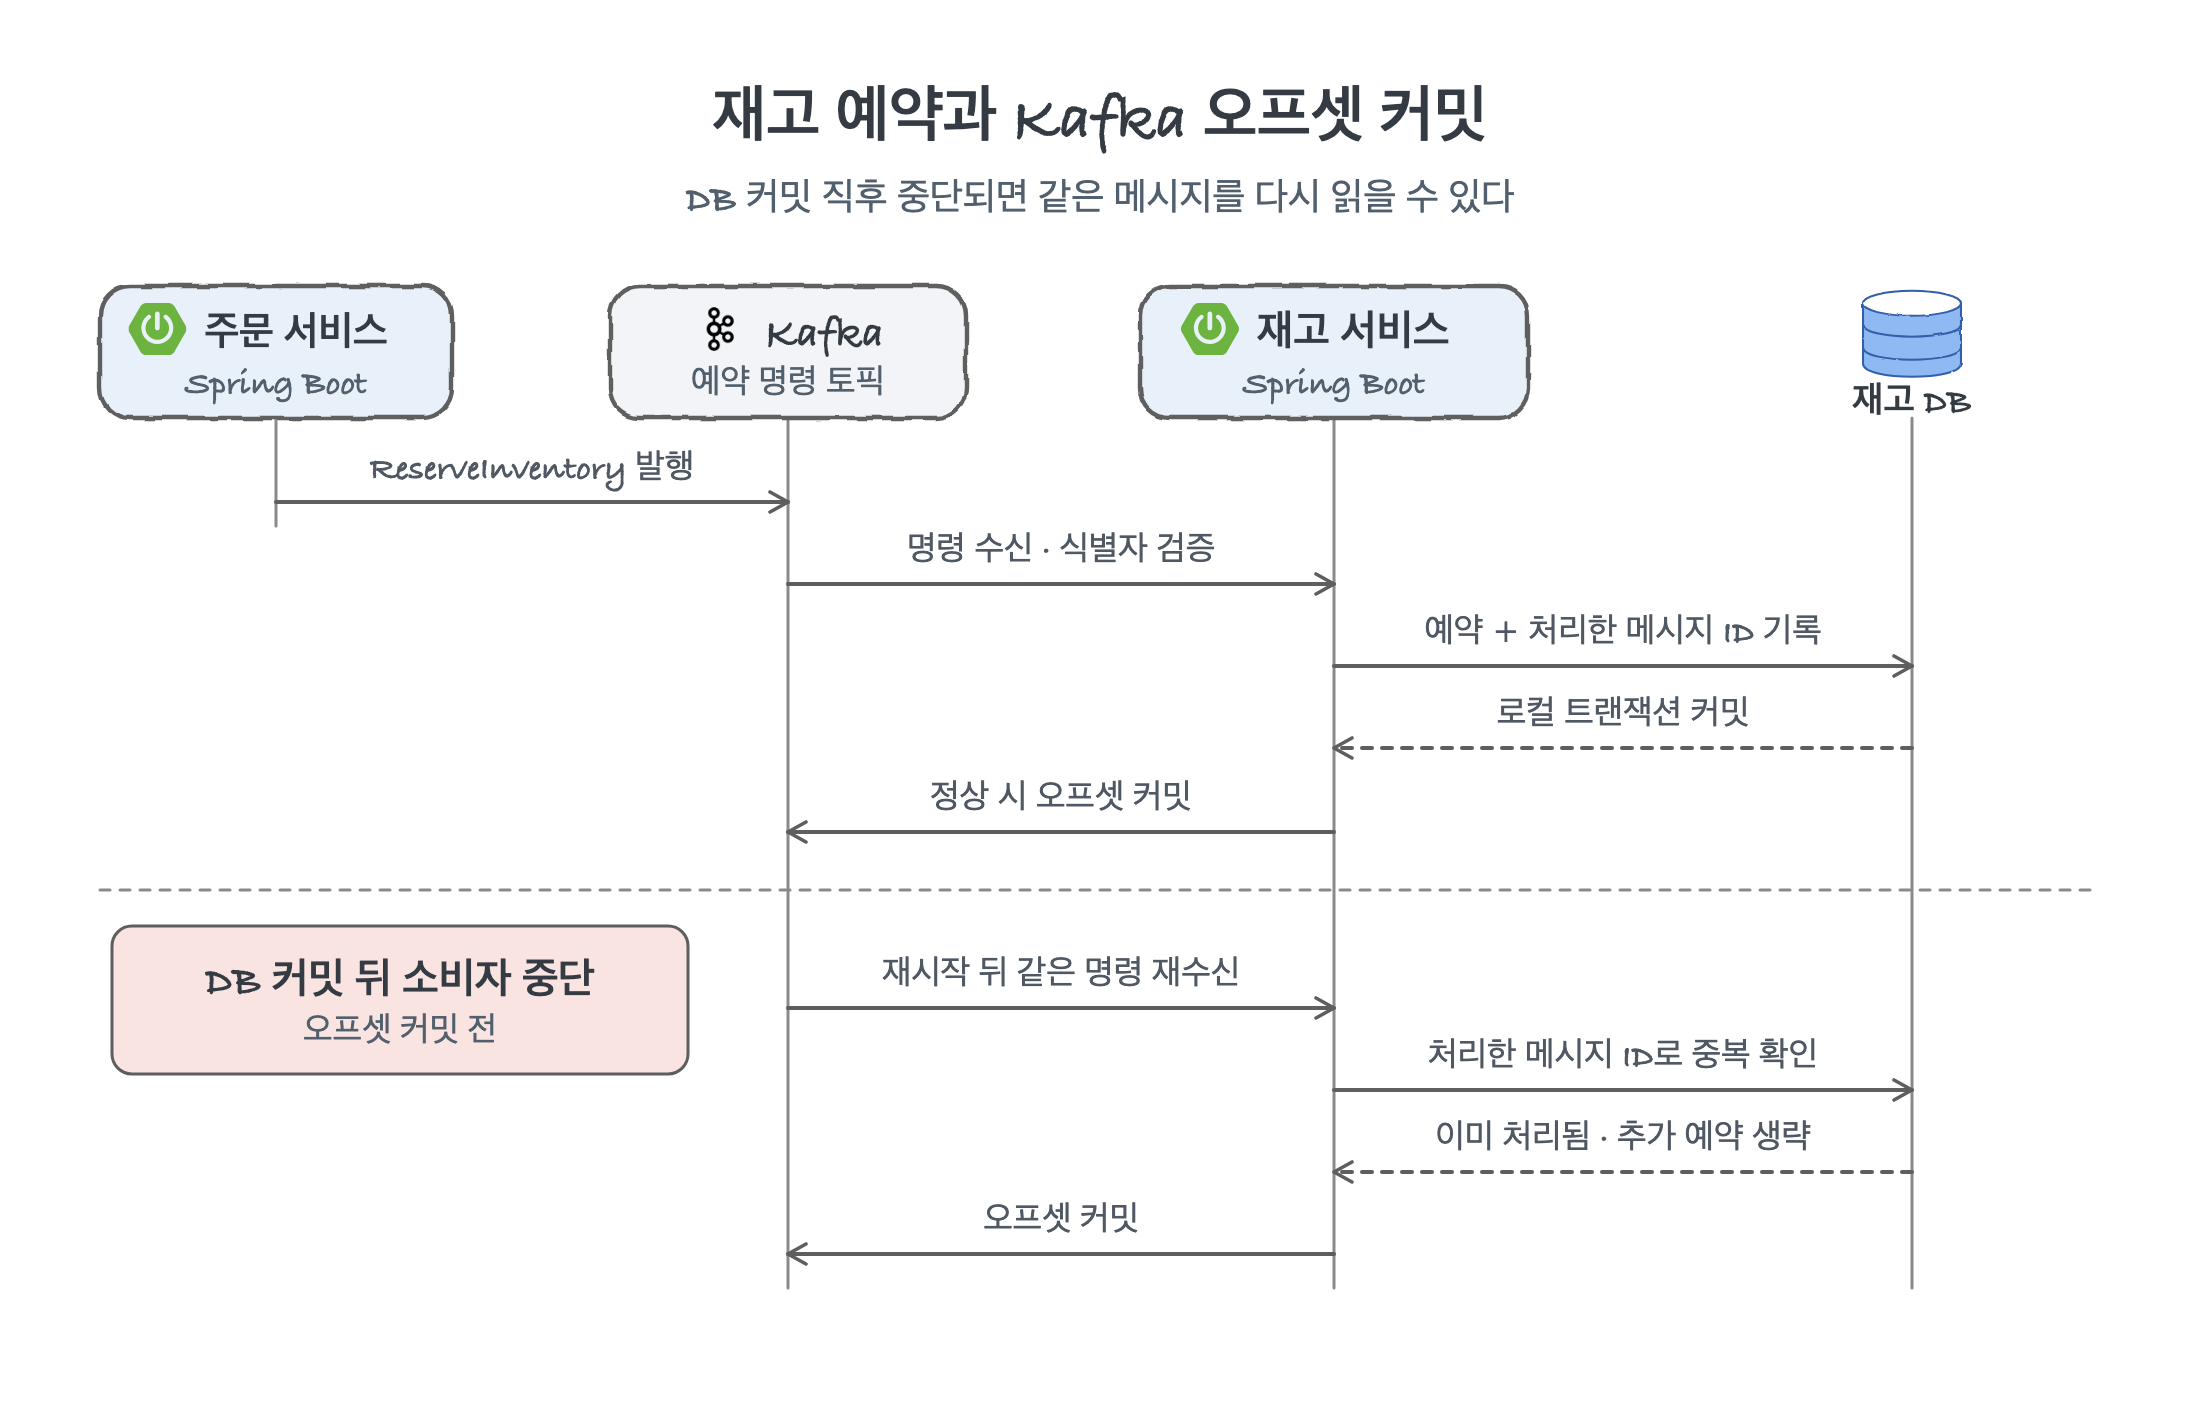 재고 예약과 Kafka 오프셋 커밋
DB 커밋 직후 중단되면 같은 메시지를 다시 읽을 수 있다
주문 서비스
Spring Boot
Kafka
예약 명령 토픽
재고 서비스
Spring Boot
재고 DB
ReserveInventory 발행
명령 수신 · 식별자 검증
예약 + 처리한 메시지 ID 기록
로컬 트랜잭션 커밋
정상 시 오프셋 커밋
DB 커밋 뒤 소비자 중단
오프셋 커밋 전
재시작 뒤 같은 명령 재수신
처리한 메시지 ID로 중복 확인
이미 처리됨 · 추가 예약 생략
오프셋 커밋